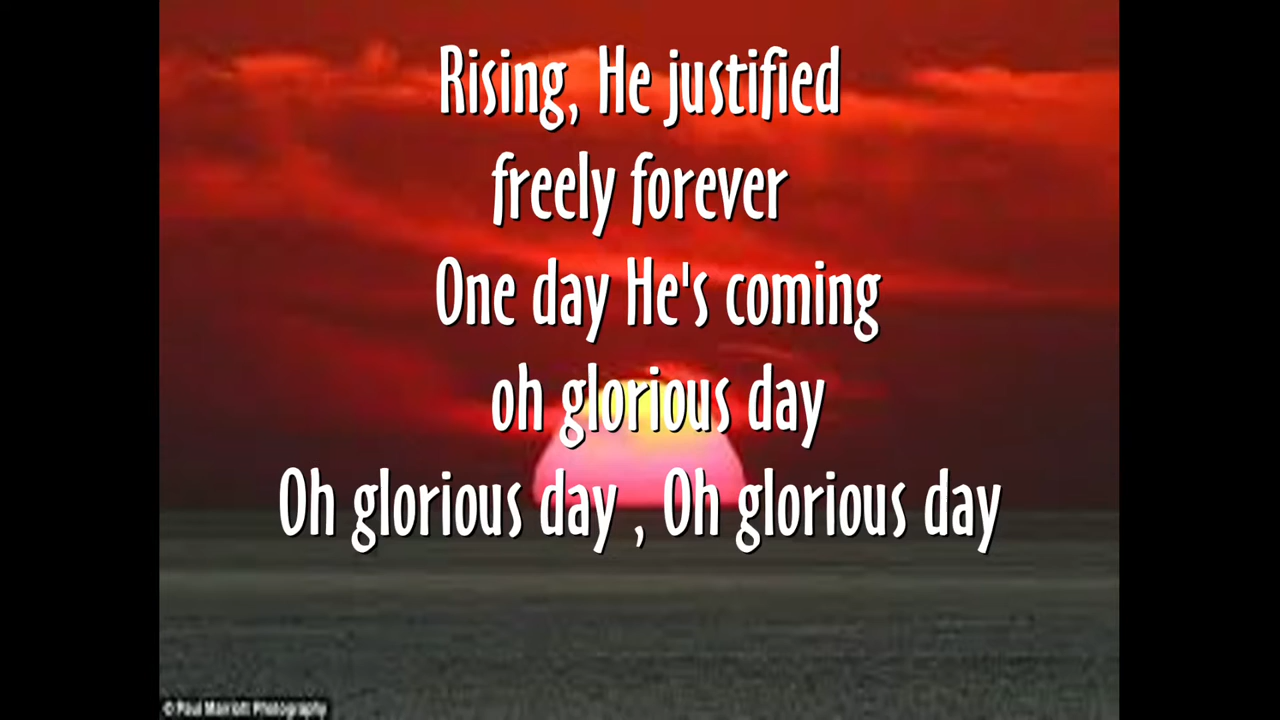 Rising, He justified
freely forever
One day He's coming
oh glorious day
Oh glorious day , Oh glorious day
© Paul Marriott Photography